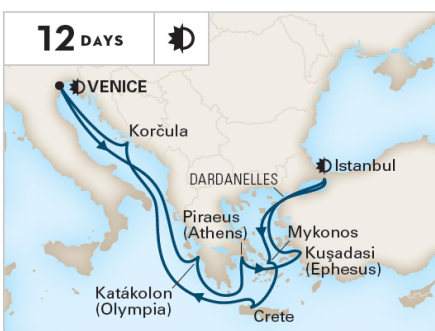 12 DAYS
VENICE
Korčula
Istanbul
DARDANELLES
Piraeus
(Athens)
Mykonos
Kuşadasi
(Ephesus)
Katákolon
(Olympia)
Crete